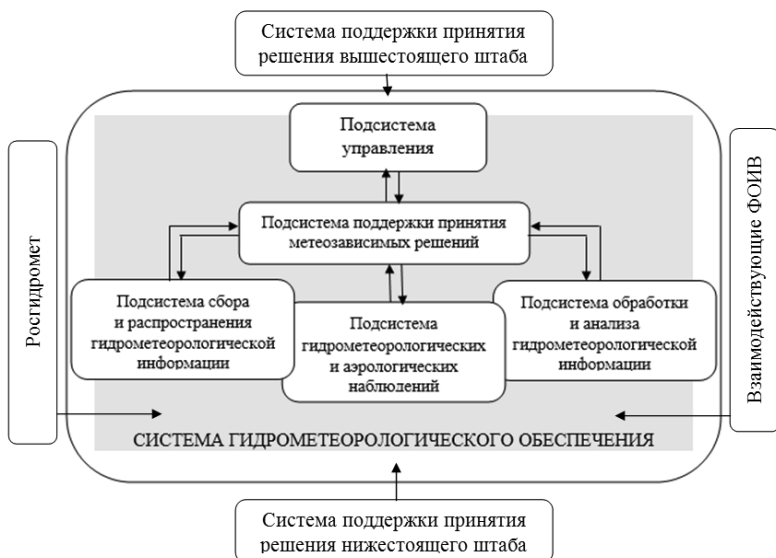 Система поддержки принятия
решения вышестоящего штаба
Подсистема
управления
Подсистема поддержки принятия
метеозависимых решений
Росгидромет
Подсистема сбора
и распространения
гидрометеорологической
информации
Подсистема
гидрометеорологических
и аэрологических
наблюдений
Подсистема обработки
и анализа
гидрометеорологической
информации
Взаимодействующие ФОИВ
СИСТЕМА ГИДРОМЕТЕОРОЛОГИЧЕСКОГО ОБЕСПЕЧЕНИЯ
Система поддержки принятия
решения нижестоящего штаба